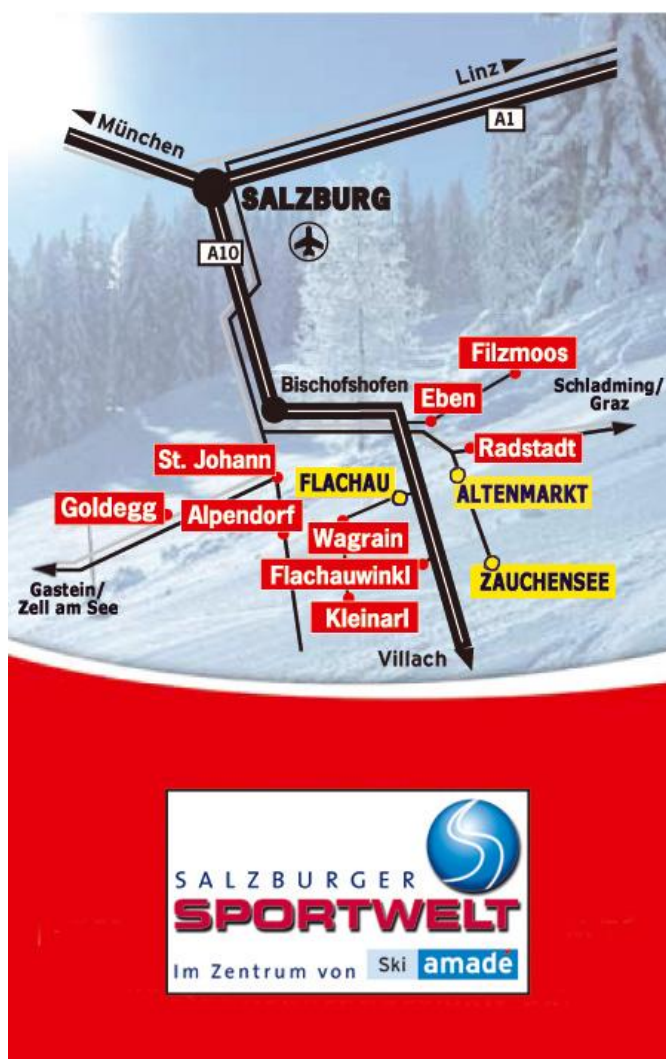 Linz
München
A1
SALZBURG
A10
Filzmoos
Bischofshofen
Eben
Schladming/
Graz
Radstadt
St. Johann
FLACHAU
ALTENMARKT
Goldegg
Alpendorf
Wagrain
Flachauwinkl
ZAUCHENSEE
Gastein/
Zell am See
Kleinarl
Villach
SALZBURGER
SPORTWELT
Im Zentrum von Ski amadé